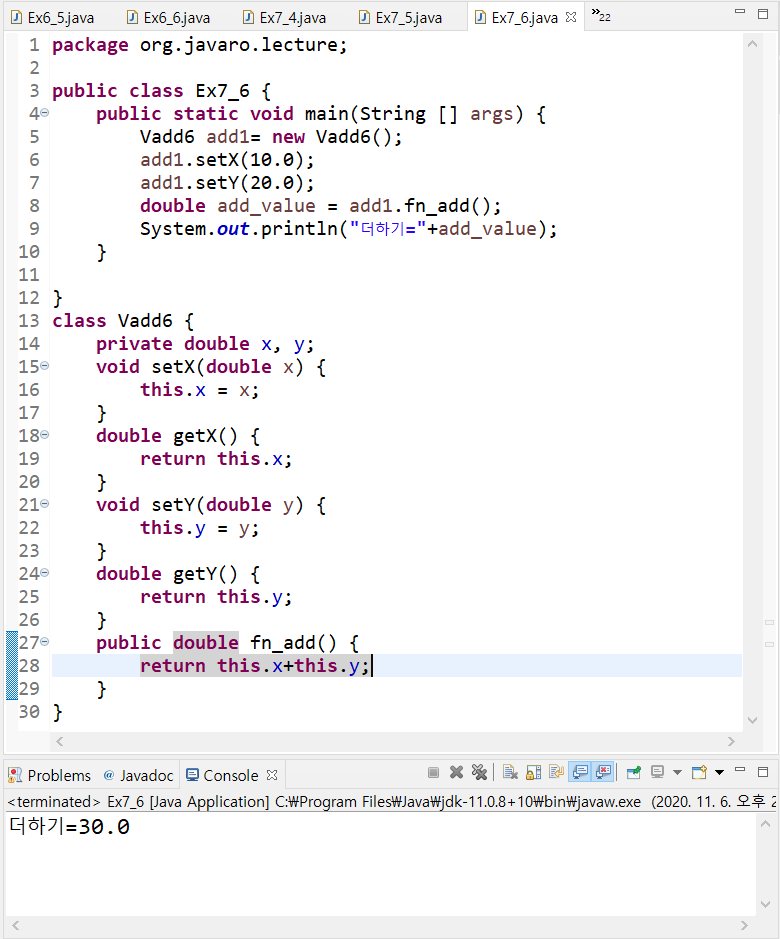 Ex6_5.java Ex6_6.java Ex7_4.java Ex7_5.java Ex7_6.java »22
1 package org.javaro.lecture;
2
3 public class Ex7_6 {
4     public static void main(String [] args) {
5         Vadd6 add1= new Vadd6();
6         add1.setX(10.0);
7         add1.setY(20.0);
8         double add_value = add1.fn_add();
9         System.out.println("더하기="+add_value);
10     }
11
12 }
13 class Vadd6 {
14     private double x, y;
15     void setX(double x) {
16         this.x = x;
17     }
18     double getX() {
19         return this.x;
20     }
21     void setY(double y) {
22         this.y = y;
23     }
24     double getY() {
25         return this.y;
26     }
27     public double fn_add() {
28         return this.x+this.y;
29     }
30 }
Problems @ Javadoc Console
<terminated> Ex7_6 [Java Application] C:₩Program Files₩Java₩jdk-11.0.8+10₩bin₩javaw.exe (2020. 11. 6. 오후 2
더하기=30.0